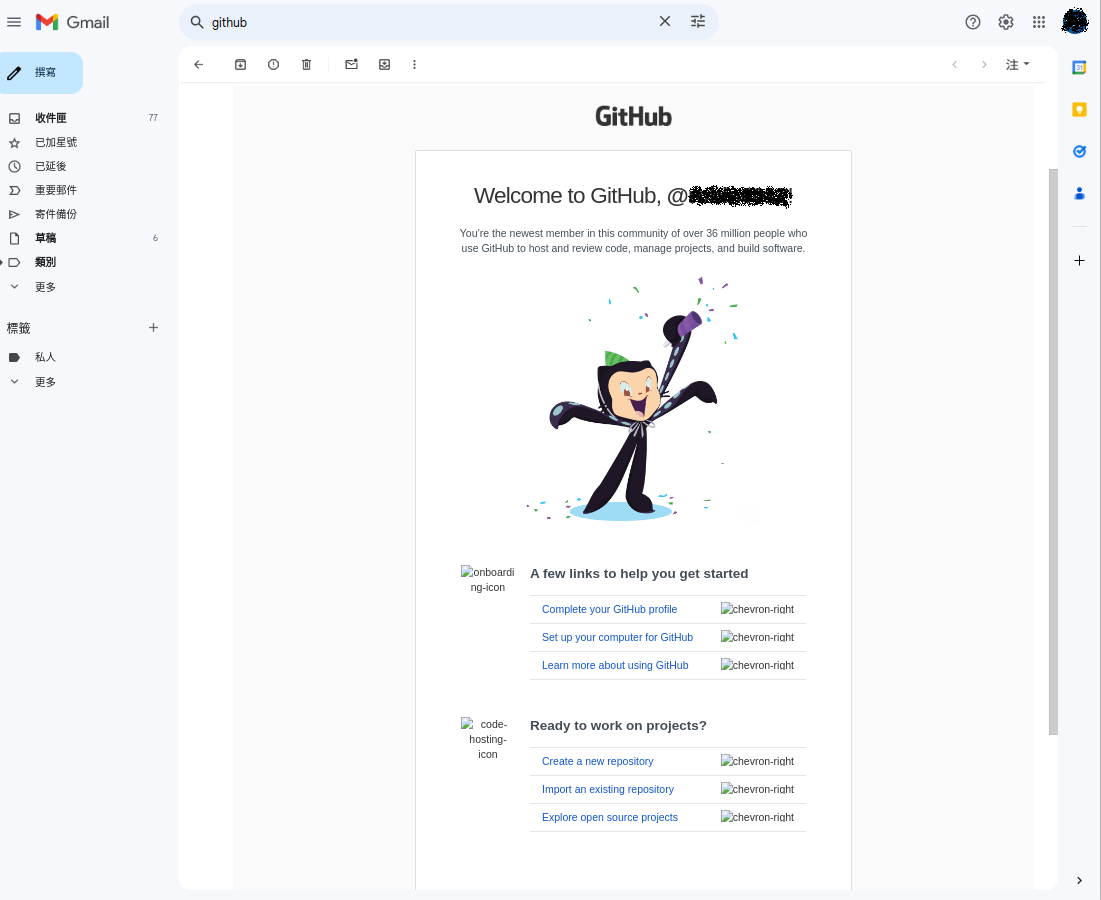 Gmail
github
撰寫
注
收件匣 77
已加星號
已延後
重要郵件
寄件備份
草稿 6
類別
更多
標籤
私人
更多
31
GitHub
Welcome to GitHub, @
You're the newest member in this community of over 36 million people who
use GitHub to host and review code, manage projects, and build software.
onboardi
ng-icon
A few links to help you get started
Complete your GitHub profile chevron-right
Set up your computer for GitHub chevron-right
Learn more about using GitHub chevron-right
code-
hosting-
icon
Ready to work on projects?
Create a new repository chevron-right
Import an existing repository chevron-right
Explore open source projects chevron-right